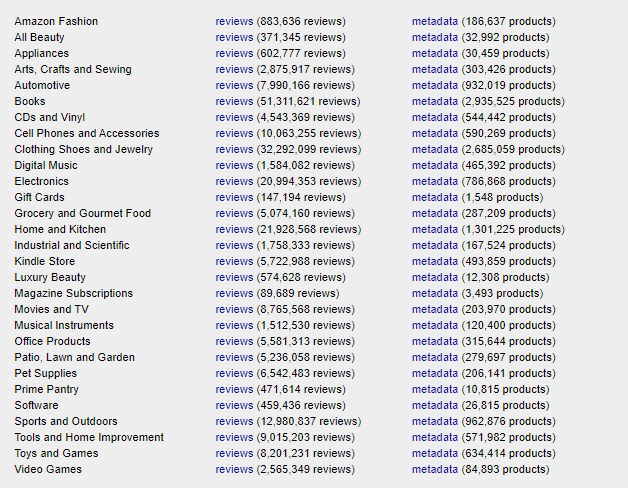 Amazon Fashion reviews (883,636 reviews) metadata (186,637 products)
All Beauty reviews (371,345 reviews) metadata (32,992 products)
Appliances reviews (602,777 reviews) metadata (30,459 products)
Arts, Crafts and Sewing reviews (2,875,917 reviews) metadata (303,426 products)
Automotive reviews (7,990,166 reviews) metadata (932,019 products)
Books reviews (51,311,621 reviews) metadata (2,935,525 products)
CDs and Vinyl reviews (4,543,369 reviews) metadata (544,442 products)
Cell Phones and Accessories reviews (10,063,255 reviews) metadata (590,269 products)
Clothing Shoes and Jewelry reviews (32,292,099 reviews) metadata (2,685,059 products)
Digital Music reviews (1,584,082 reviews) metadata (465,392 products)
Electronics reviews (20,994,353 reviews) metadata (786,868 products)
Gift Cards reviews (147,194 reviews) metadata (1,548 products)
Grocery and Gourmet Food reviews (5,074,160 reviews) metadata (287,209 products)
Home and Kitchen reviews (21,928,568 reviews) metadata (1,301,225 products)
Industrial and Scientific reviews (1,758,333 reviews) metadata (167,524 products)
Kindle Store reviews (5,722,988 reviews) metadata (493,859 products)
Luxury Beauty reviews (574,628 reviews) metadata (12,308 products)
Magazine Subscriptions reviews (89,689 reviews) metadata (3,493 products)
Movies and TV reviews (8,765,568 reviews) metadata (203,970 products)
Musical Instruments reviews (1,512,530 reviews) metadata (120,400 products)
Office Products reviews (5,581,313 reviews) metadata (315,644 products)
Patio, Lawn and Garden reviews (5,236,058 reviews) metadata (279,697 products)
Pet Supplies reviews (6,542,483 reviews) metadata (206,141 products)
Prime Pantry reviews (471,614 reviews) metadata (10,815 products)
Software reviews (459,436 reviews) metadata (26,815 products)
Sports and Outdoors reviews (12,980,837 reviews) metadata (962,876 products)
Tools and Home Improvement reviews (9,015,203 reviews) metadata (571,982 products)
Toys and Games reviews (8,201,231 reviews) metadata (634,414 products)
Video Games reviews (2,565,349 reviews) metadata (84,893 products)